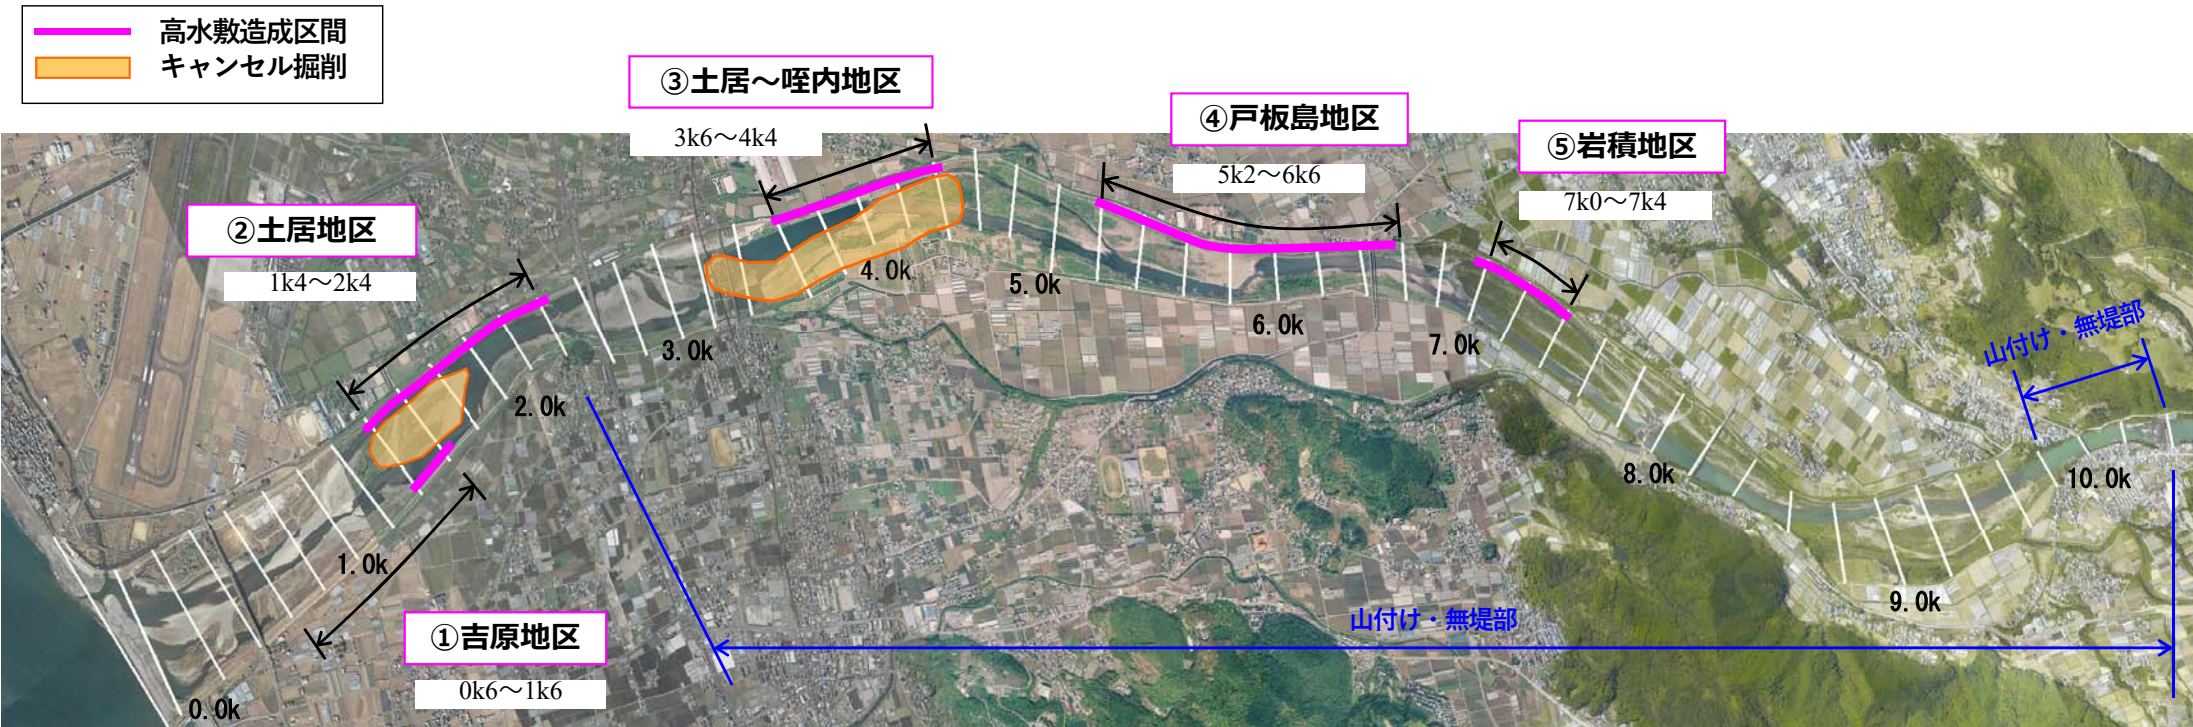 高水敷造成区間
キャンセル掘削
③土居～咥内地区
3k6～4k4
④戸板島地区
5k2～6k6
⑤岩積地区
7k0～7k4
②土居地区
1k4～2k4
①吉原地区
0k6～1k6
0.0k
1.0k
2.0k
3.0k
4.0k
5.0k
6.0k
7.0k
8.0k
9.0k
10.0k
山付け・無堤部
山付け・無堤部